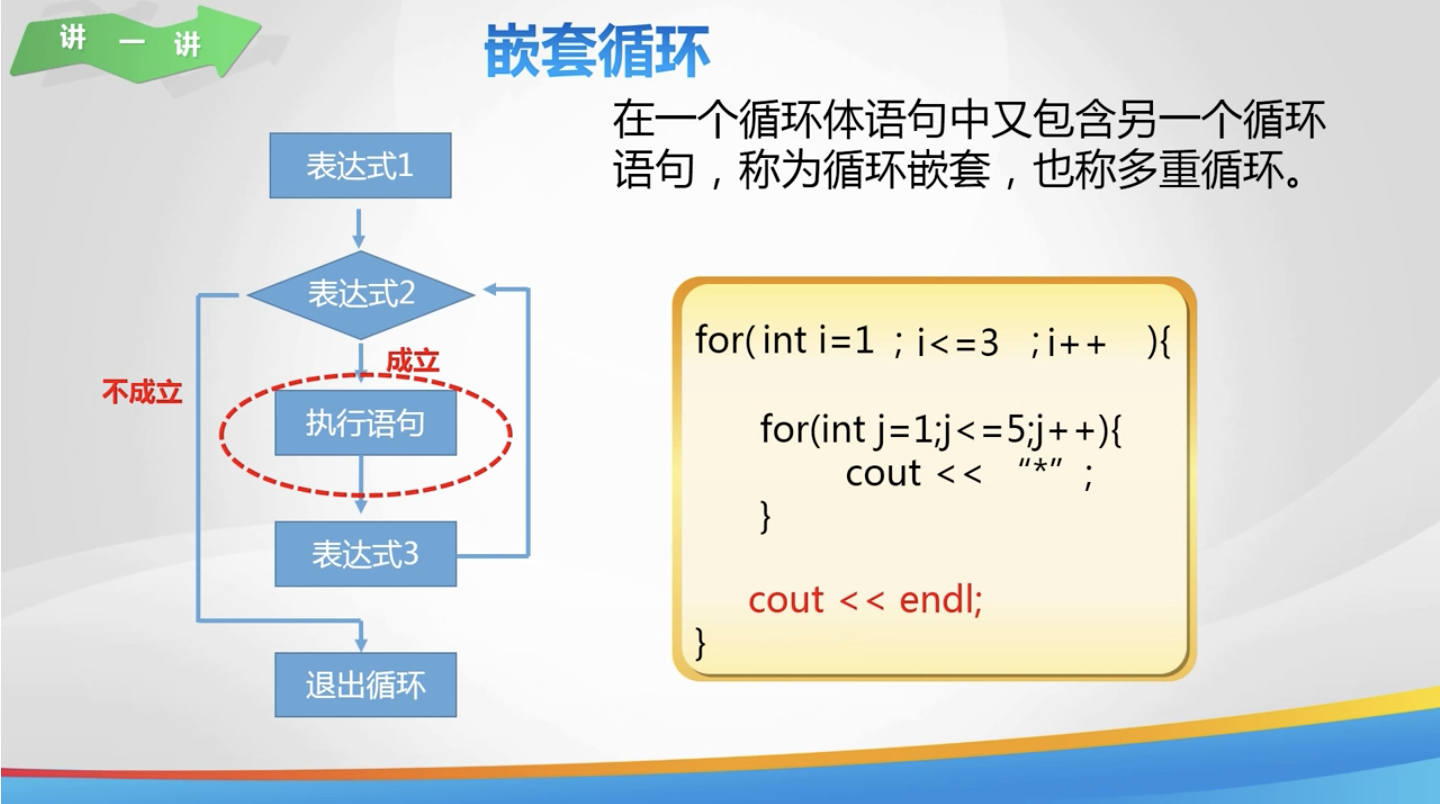 讲一讲
嵌套循环
在一个循环体语句中又包含另一个循环
语句，称为循环嵌套，也称多重循环。
表达式1
表达式2
成立
不成立
执行语句
表达式3
退出循环
for( int i=1 ; i<=3 ; i++ ){
for(int j=1;j<=5;j++){
cout << “*” ;
}
cout << endl;
}